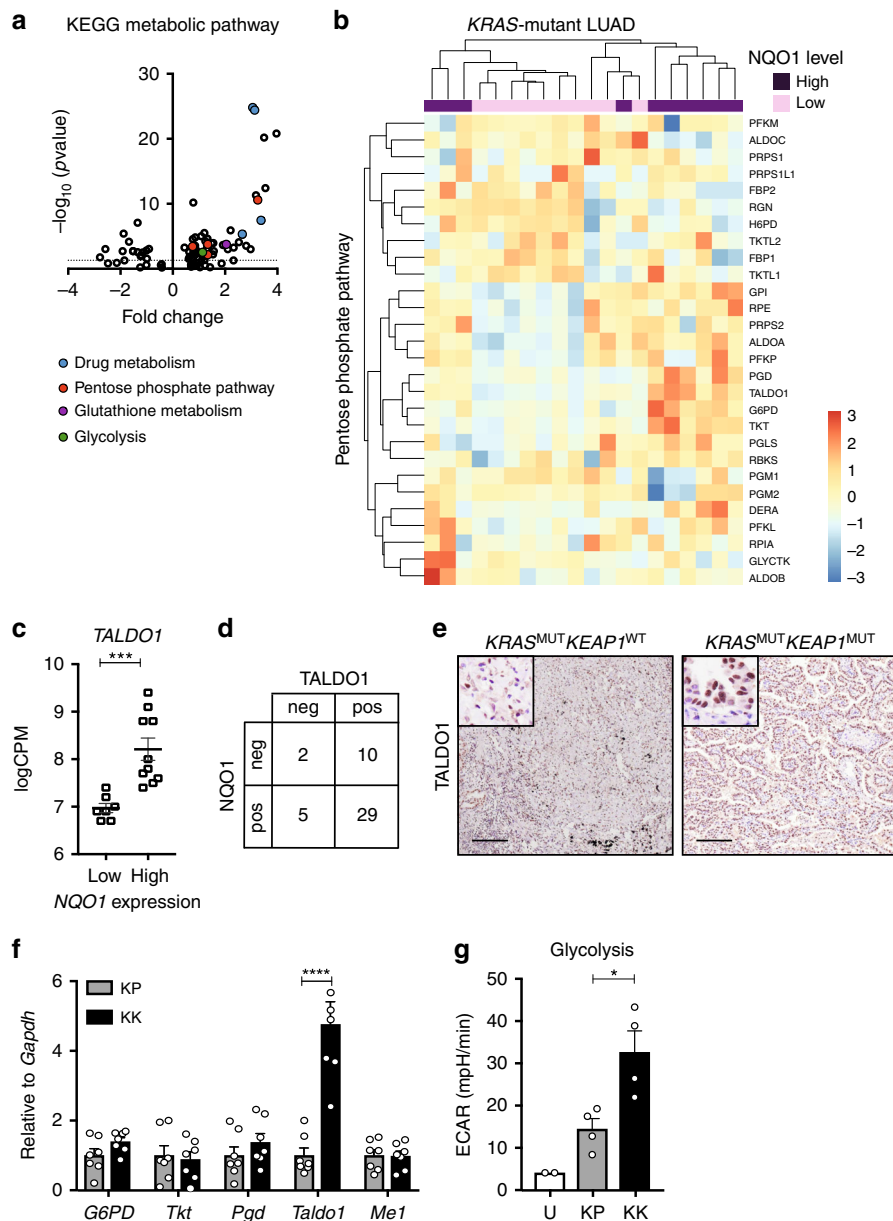 a
KEGG metabolic pathway
–log10 (pvalue)
30
20
10
0
–4
–2
0
2
4
Fold change
Drug metabolism
Pentose phosphate pathway
Glutathione metabolism
Glycolysis
b
KRAS-mutant LUAD
NQO1 level
High
Low
Pentose phosphate pathway
PFKM
ALDOC
PRPS1
PRPS1L1
FBP2
RGN
H6PD
TKTL2
FBP1
TKTL1
GPI
RPE
PRPS2
ALDOA
PFKP
PGD
TALDO1
G6PD
TKT
PGLS
RBKS
PGM1
PGM2
DERA
PFKL
RPIA
GLYCTK
ALDOB
3
2
1
0
–1
–2
–3
c
TALDO1
***
logCPM
10
9
8
7
6
Low High
NQO1 expression
d
TALDO1
neg pos
NQO1
neg 2 10
pos 5 29
e
KRASMUT KEAP1WT
KRASMUT KEAP1MUT
TALDO1
f
Relative to Gapdh
6
4
2
0
KP
KK
****
G6PD Tkt Pgd Taldo1 Me1
g
Glycolysis
*
ECAR (mpH/min)
50
40
30
20
10
0
U KP KK